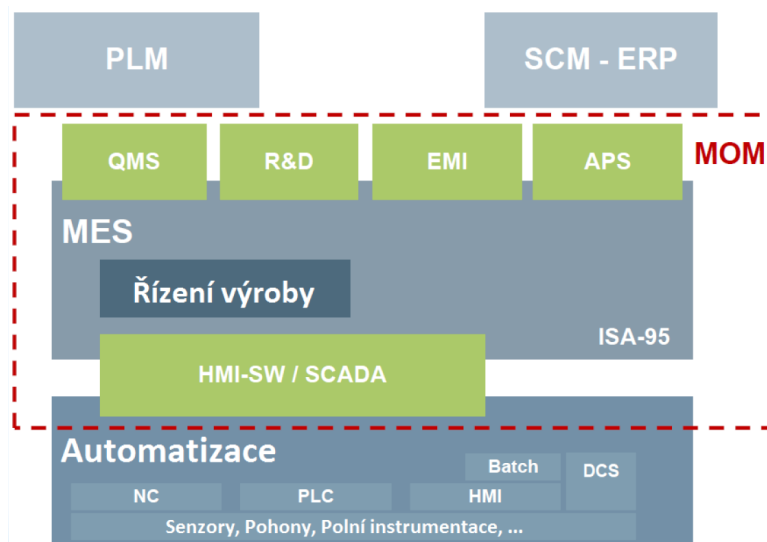 PLM
SCM - ERP
QMS
R&D
EMI
APS
MOM
MES
Řízení výroby
ISA-95
HMI-SW / SCADA
Automatizace
Batch
DCS
NC
PLC
HMI
Senzory, Pohony, Polní instrumentace, ...